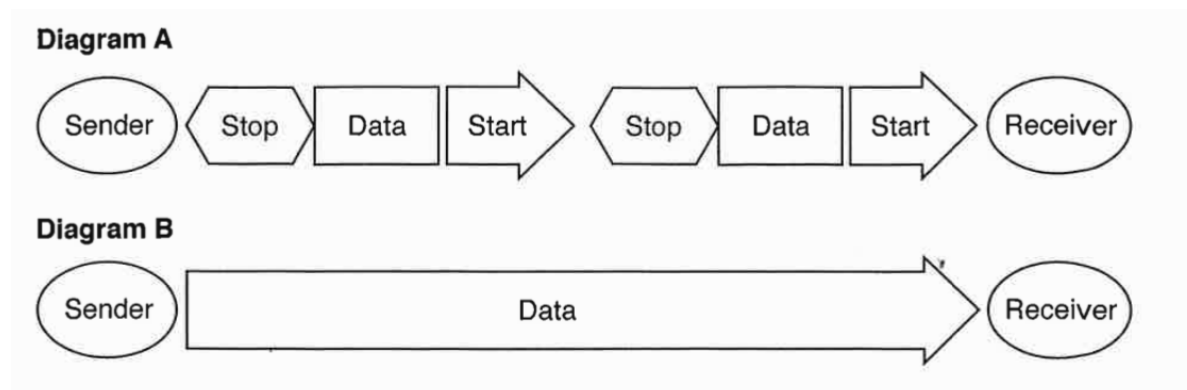 Diagram A
Sender Stop Data Start Stop Data Start Receiver
Diagram B
Sender Data Receiver